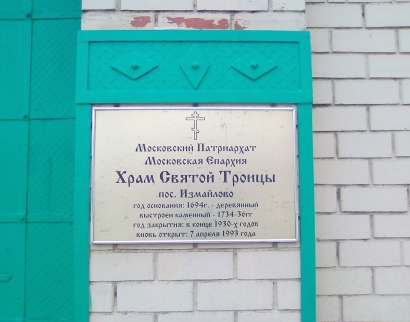 Московский Патриархат
Московская Епархия
Храм Святой Троицы
пос. Измайлово
год основания: 1694г. - деревянный
выстроен каменный - 1734-36гг
год закрытия: в конце 1930-х годов
вновь открыт: 7 апреля 1993 года